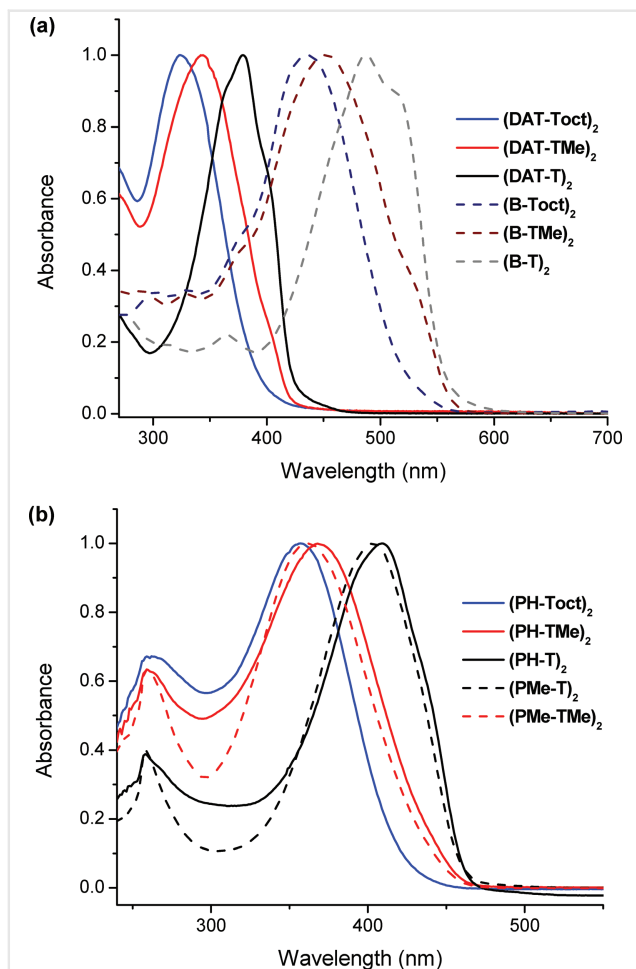 (a)
1.0
0.8
0.6
0.4
0.2
0.0
Absorbance
300
400
500
600
700
Wavelength (nm)
(DAT-Toct)₂
(DAT-TMe)₂
(DAT-T)₂
(B-Toct)₂
(B-TMe)₂
(B-T)₂
(b)
1.0
0.8
0.6
0.4
0.2
0.0
Absorbance
300
400
500
Wavelength (nm)
(PH-Toct)₂
(PH-TMe)₂
(PH-T)₂
(PMe-T)₂
(PMe-TMe)₂